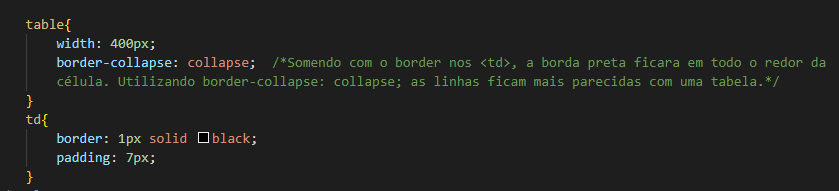 table{
width: 400px;
border-collapse: collapse; /*Somendo com o border nos <td>, a borda preta ficara em todo o redor da
célula. Utilizando border-collapse: collapse; as linhas ficam mais parecidas com uma tabela.*/
}
td{
border: 1px solid black;
padding: 7px;
}